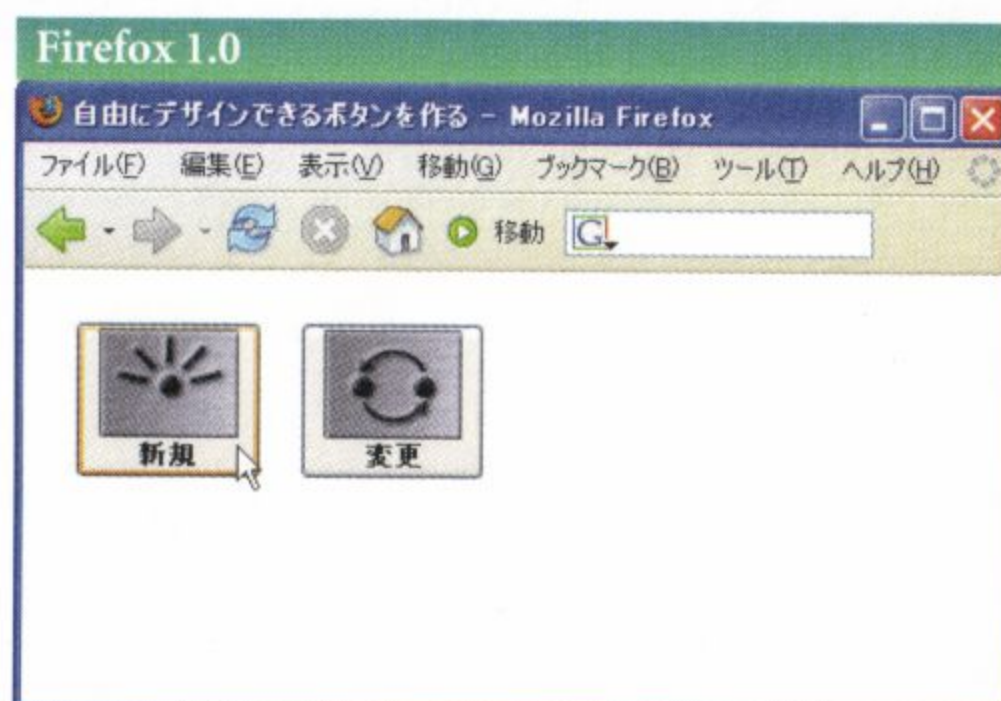 Firefox 1.0
自由にデザインできるボタンを作る - Mozilla Firefox
ファイル(F) 編集(E) 表示(V) 移動(G) ブックマーク(B) ツール(T) ヘルプ(H)
移動 G
新規 変更